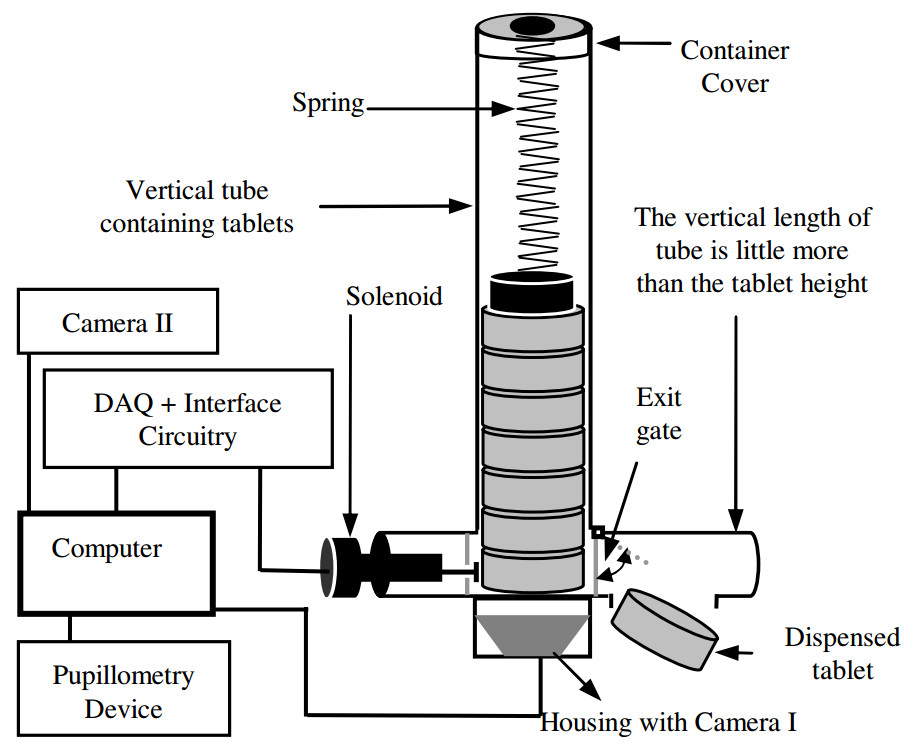 Container
Cover
Spring
Vertical tube
containing tablets
The vertical length of
tube is little more
than the tablet height
Solenoid
Camera II
DAQ + Interface
Circuitry
Exit
gate
Computer
Dispensed
tablet
Pupillometry
Device
Housing with Camera I